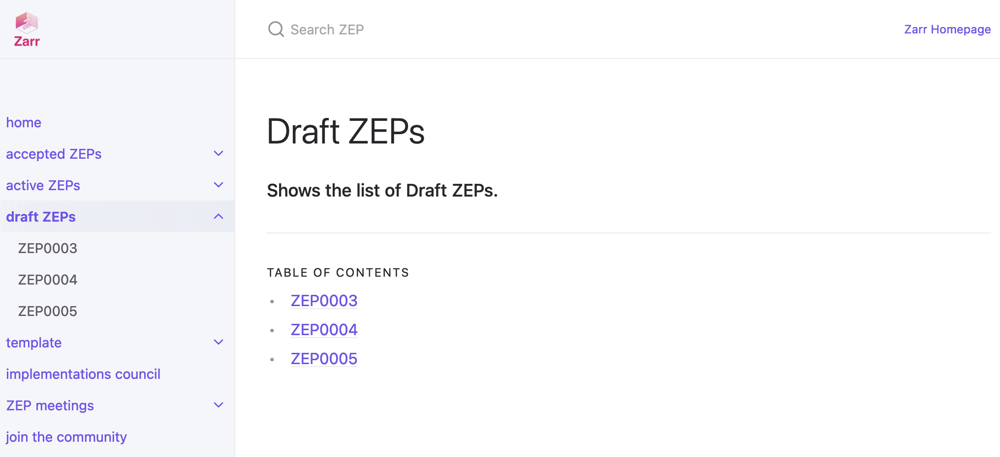 Zarr
Search ZEP
Zarr Homepage
home
accepted ZEPs
active ZEPs
draft ZEPs
ZEP0003
ZEP0004
ZEP0005
template
implementations council
ZEP meetings
join the community
Draft ZEPs
Shows the list of Draft ZEPs.
TABLE OF CONTENTS
• ZEP0003
• ZEP0004
• ZEP0005